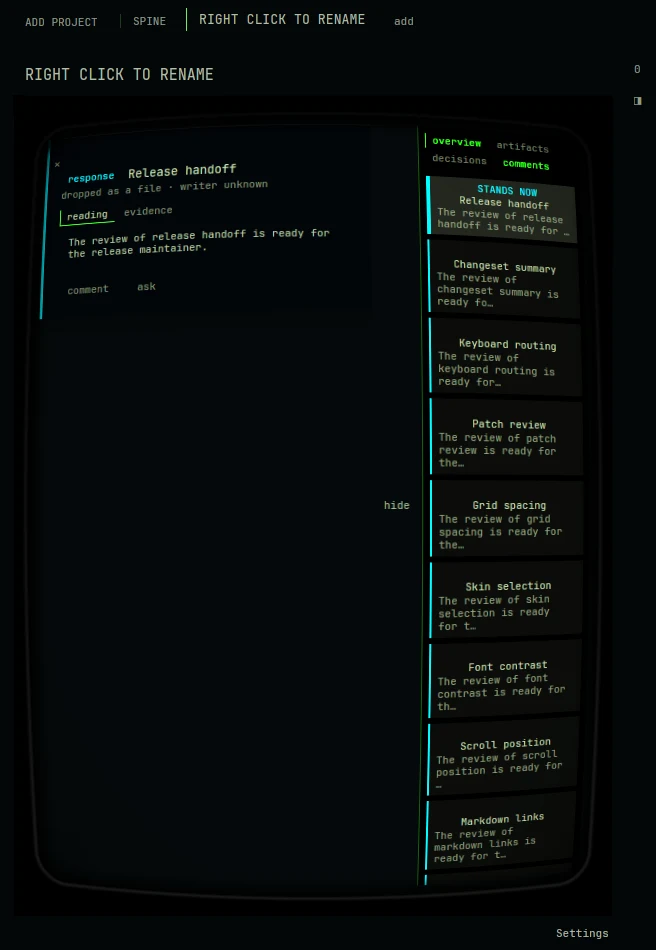 ADD PROJECT
SPINE
RIGHT CLICK TO RENAME
add
RIGHT CLICK TO RENAME
0
×
response Release handoff
dropped as a file · writer unknown
reading evidence
The review of release handoff is ready for
the release maintainer.
comment ask
hide
overview artifacts
decisions comments
STANDS NOW
Release handoff
The review of release
handoff is ready for …
Changeset summary
The review of
changeset summary is
ready fo…
Keyboard routing
The review of
keyboard routing is
ready for…
Patch review
The review of patch
review is ready for
the…
Grid spacing
The review of grid
spacing is ready for
the…
Skin selection
The review of skin
selection is ready
for t…
Font contrast
The review of font
contrast is ready for
th…
Scroll position
The review of scroll
position is ready for
…
Markdown links
The review of
markdown links is
ready for t…
Settings